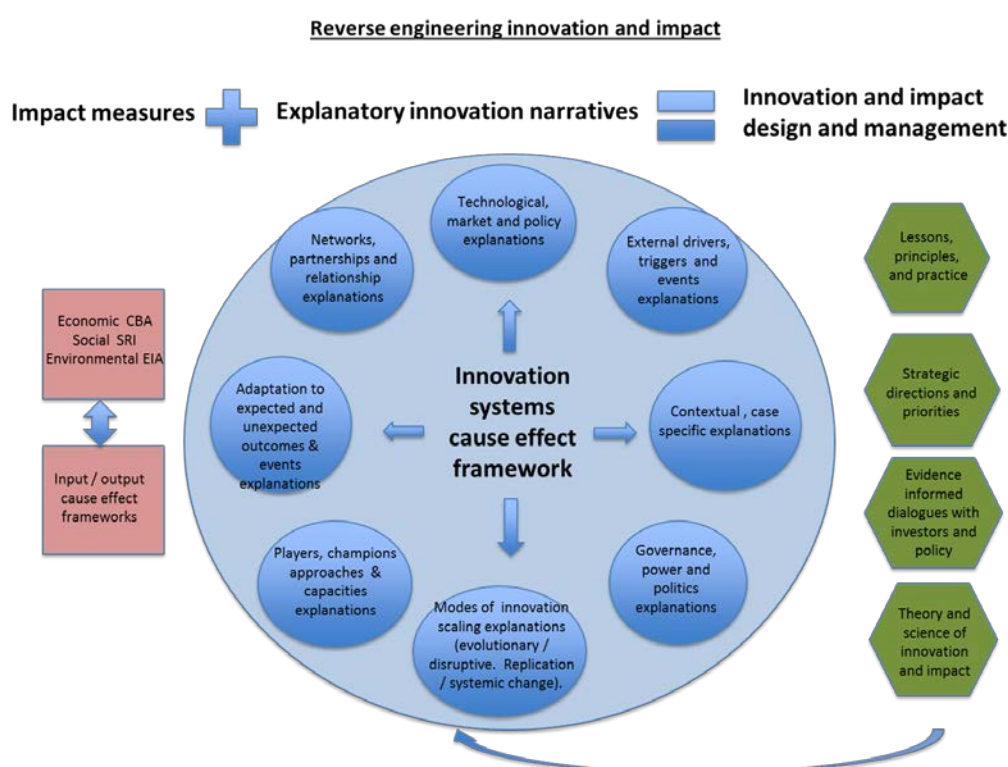 Reverse engineering innovation and impact
Impact measures
Explanatory innovation narratives
Innovation and impact
design and management
Economic CBA
Social SRI
Environmental EIA
Input / output
cause effect
frameworks
Innovation
systems
cause effect
framework
Technological,
market and policy
explanations
External drivers,
triggers and
events
explanations
Contextual , case
specific explanations
Governance,
power and
politics
explanations
Modes of innovation
scaling explanations
(evolutionary /
disruptive. Replication
/ systemic change).
Players, champions
approaches &
capacities
explanations
Adaptation to
expected and
unexpected
outcomes &
events
explanations
Networks,
partnerships and
relationship
explanations
Lessons,
principles,
and practice
Strategic
directions and
priorities
Evidence
informed
dialogues with
investors and
policy
Theory and
science of
innovation
and impact